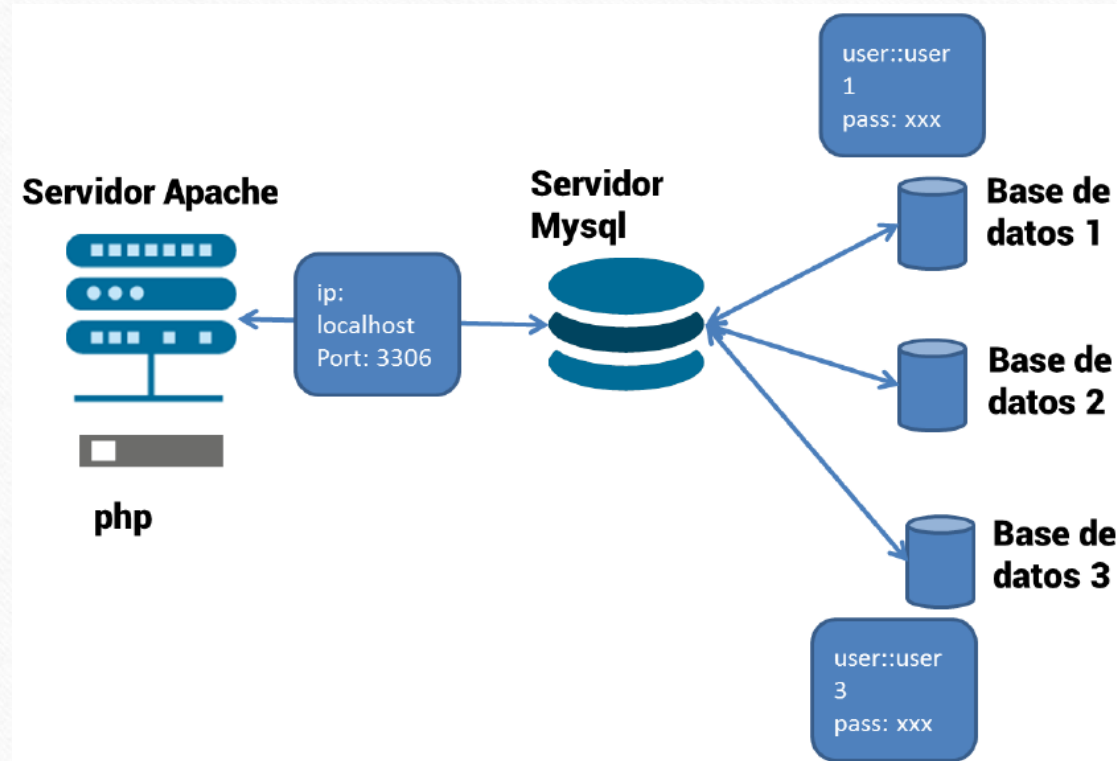 user::user
1
pass: xxx
Servidor Apache
Servidor
Mysql
Base de
datos 1
ip:
localhost
Port: 3306
Base de
datos 2
php
Base de
datos 3
user::user
3
pass: xxx